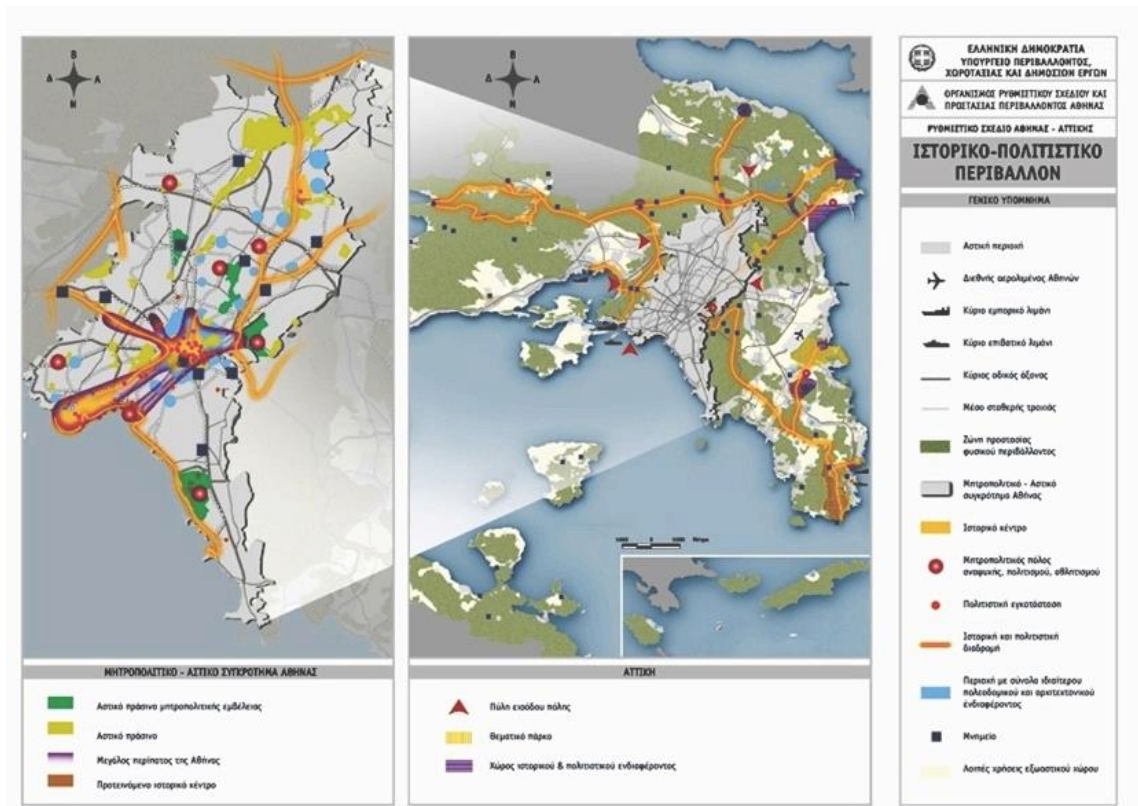 Β
Δ
Α
Ν
ΜΗΤΡΟΠΟΛΙΤΙΚΟ - ΑΣΤΙΚΟ ΣΥΓΚΡΟΤΗΜΑ ΑΘΗΝΑΣ
Αστικό πράσινο μητροπολιτικής εμβέλειας
Αστικό πράσινο
Μεγάλος περίπατος της Αθήνας
Προτεινόμενο ιστορικό κέντρο
Β
Δ
Α
Ν
5000 0 5000 Μέτρα
ΑΤΤΙΚΗ
Πύλη εισόδου πόλης
Θεματικό πάρκο
Χώρος ιστορικού & πολιτιστικού ενδιαφέροντος
ΕΛΛΗΝΙΚΗ ΔΗΜΟΚΡΑΤΙΑ
ΥΠΟΥΡΓΕΙΟ ΠΕΡΙΒΑΛΛΟΝΤΟΣ,
ΧΩΡΟΤΑΞΙΑΣ ΚΑΙ ΔΗΜΟΣΙΩΝ ΕΡΓΩΝ
ΟΡΓΑΝΙΣΜΟΣ ΡΥΘΜΙΣΤΙΚΟΥ ΣΧΕΔΙΟΥ ΚΑΙ
ΠΡΟΣΤΑΣΙΑΣ ΠΕΡΙΒΑΛΛΟΝΤΟΣ ΑΘΗΝΑΣ
ΡΥΘΜΙΣΤΙΚΟ ΣΧΕΔΙΟ ΑΘΗΝΑΣ - ΑΤΤΙΚΗΣ
ΙΣΤΟΡΙΚΟ-ΠΟΛΙΤΙΣΤΙΚΟ
ΠΕΡΙΒΑΛΛΟΝ
ΓΕΝΙΚΟ ΥΠΟΜΝΗΜΑ
Αστική περιοχή
Διεθνής αερολιμένας Αθηνών
Κύριο εμπορικό λιμάνι
Κύριο επιβατικό λιμάνι
Κύριος οδικός άξονας
Μέσο σταθερής τροχιάς
Ζώνη προστασίας
φυσικού περιβάλλοντος
Μητροπολιτικό - Αστικό
συγκρότημα Αθήνας
Ιστορικό κέντρο
Μητροπολιτικός πόλος
αναψυχής, πολιτισμού, αθλητισμού
Πολιτιστική εγκατάσταση
Ιστορική και πολιτιστική
διαδρομή
Περιοχή με σύνολα ιδιαίτερου
πολεοδομικού και αρχιτεκτονικού
ενδιαφέροντος
Μνημείο
Λοιπές χρήσεις εξωαστικού χώρου